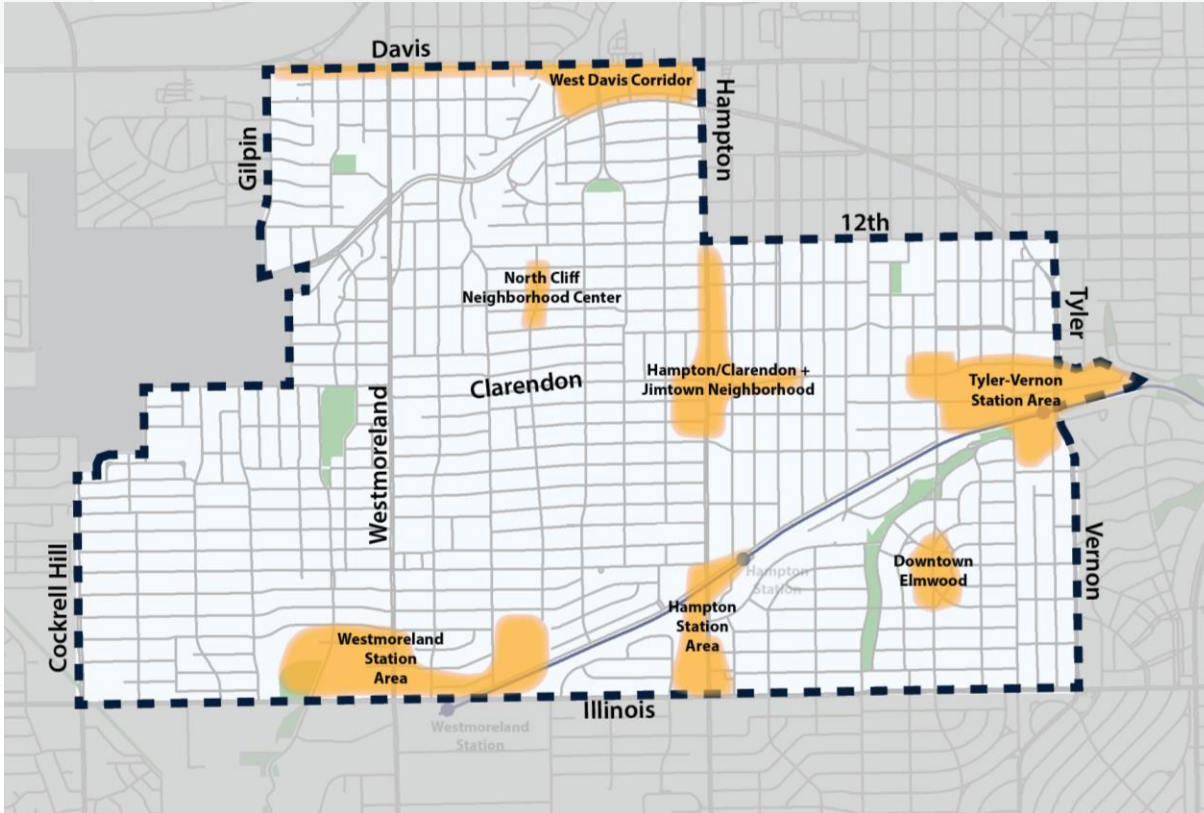 Davis
West Davis Corridor
Gilpin
Hampton
12th
North Cliff
Neighborhood Center
Tyler
Hampton/Clarendon +
Jimtown Neighborhood
Clarendon
Tyler-Vernon
Station Area
Westmoreland
Cockrell Hill
Vernon
Downtown
Elmwood
Hampton
Station
Hampton
Station
Area
Westmoreland
Station
Area
Illinois
Westmoreland
Station